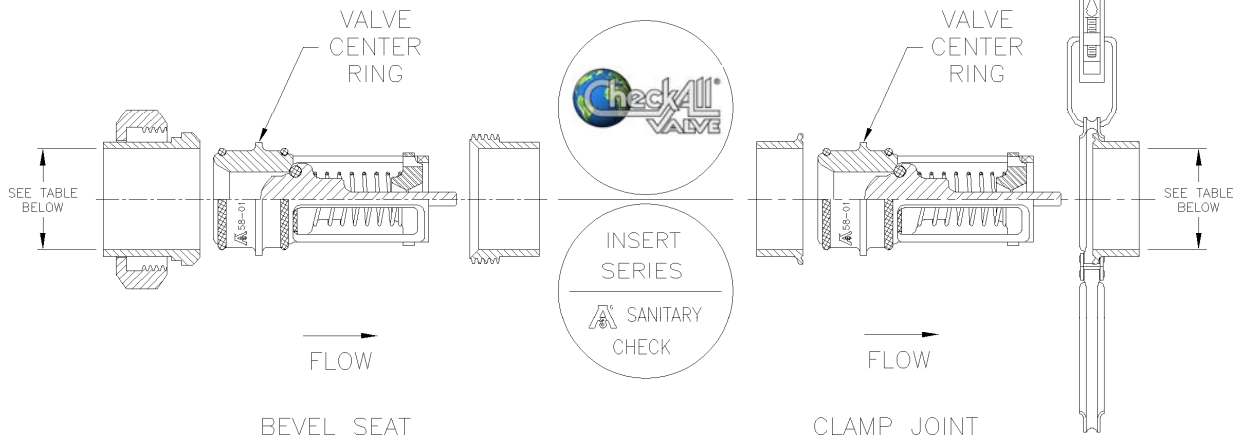 VALVE
CENTER
RING
SEE TABLE
BELOW
58-01
FLOW
BEVEL SEAT
CheckAll®
VALVE
INSERT
SERIES
SANITARY
CHECK
VALVE
CENTER
RING
58-01
SEE TABLE
BELOW
FLOW
CLAMP JOINT